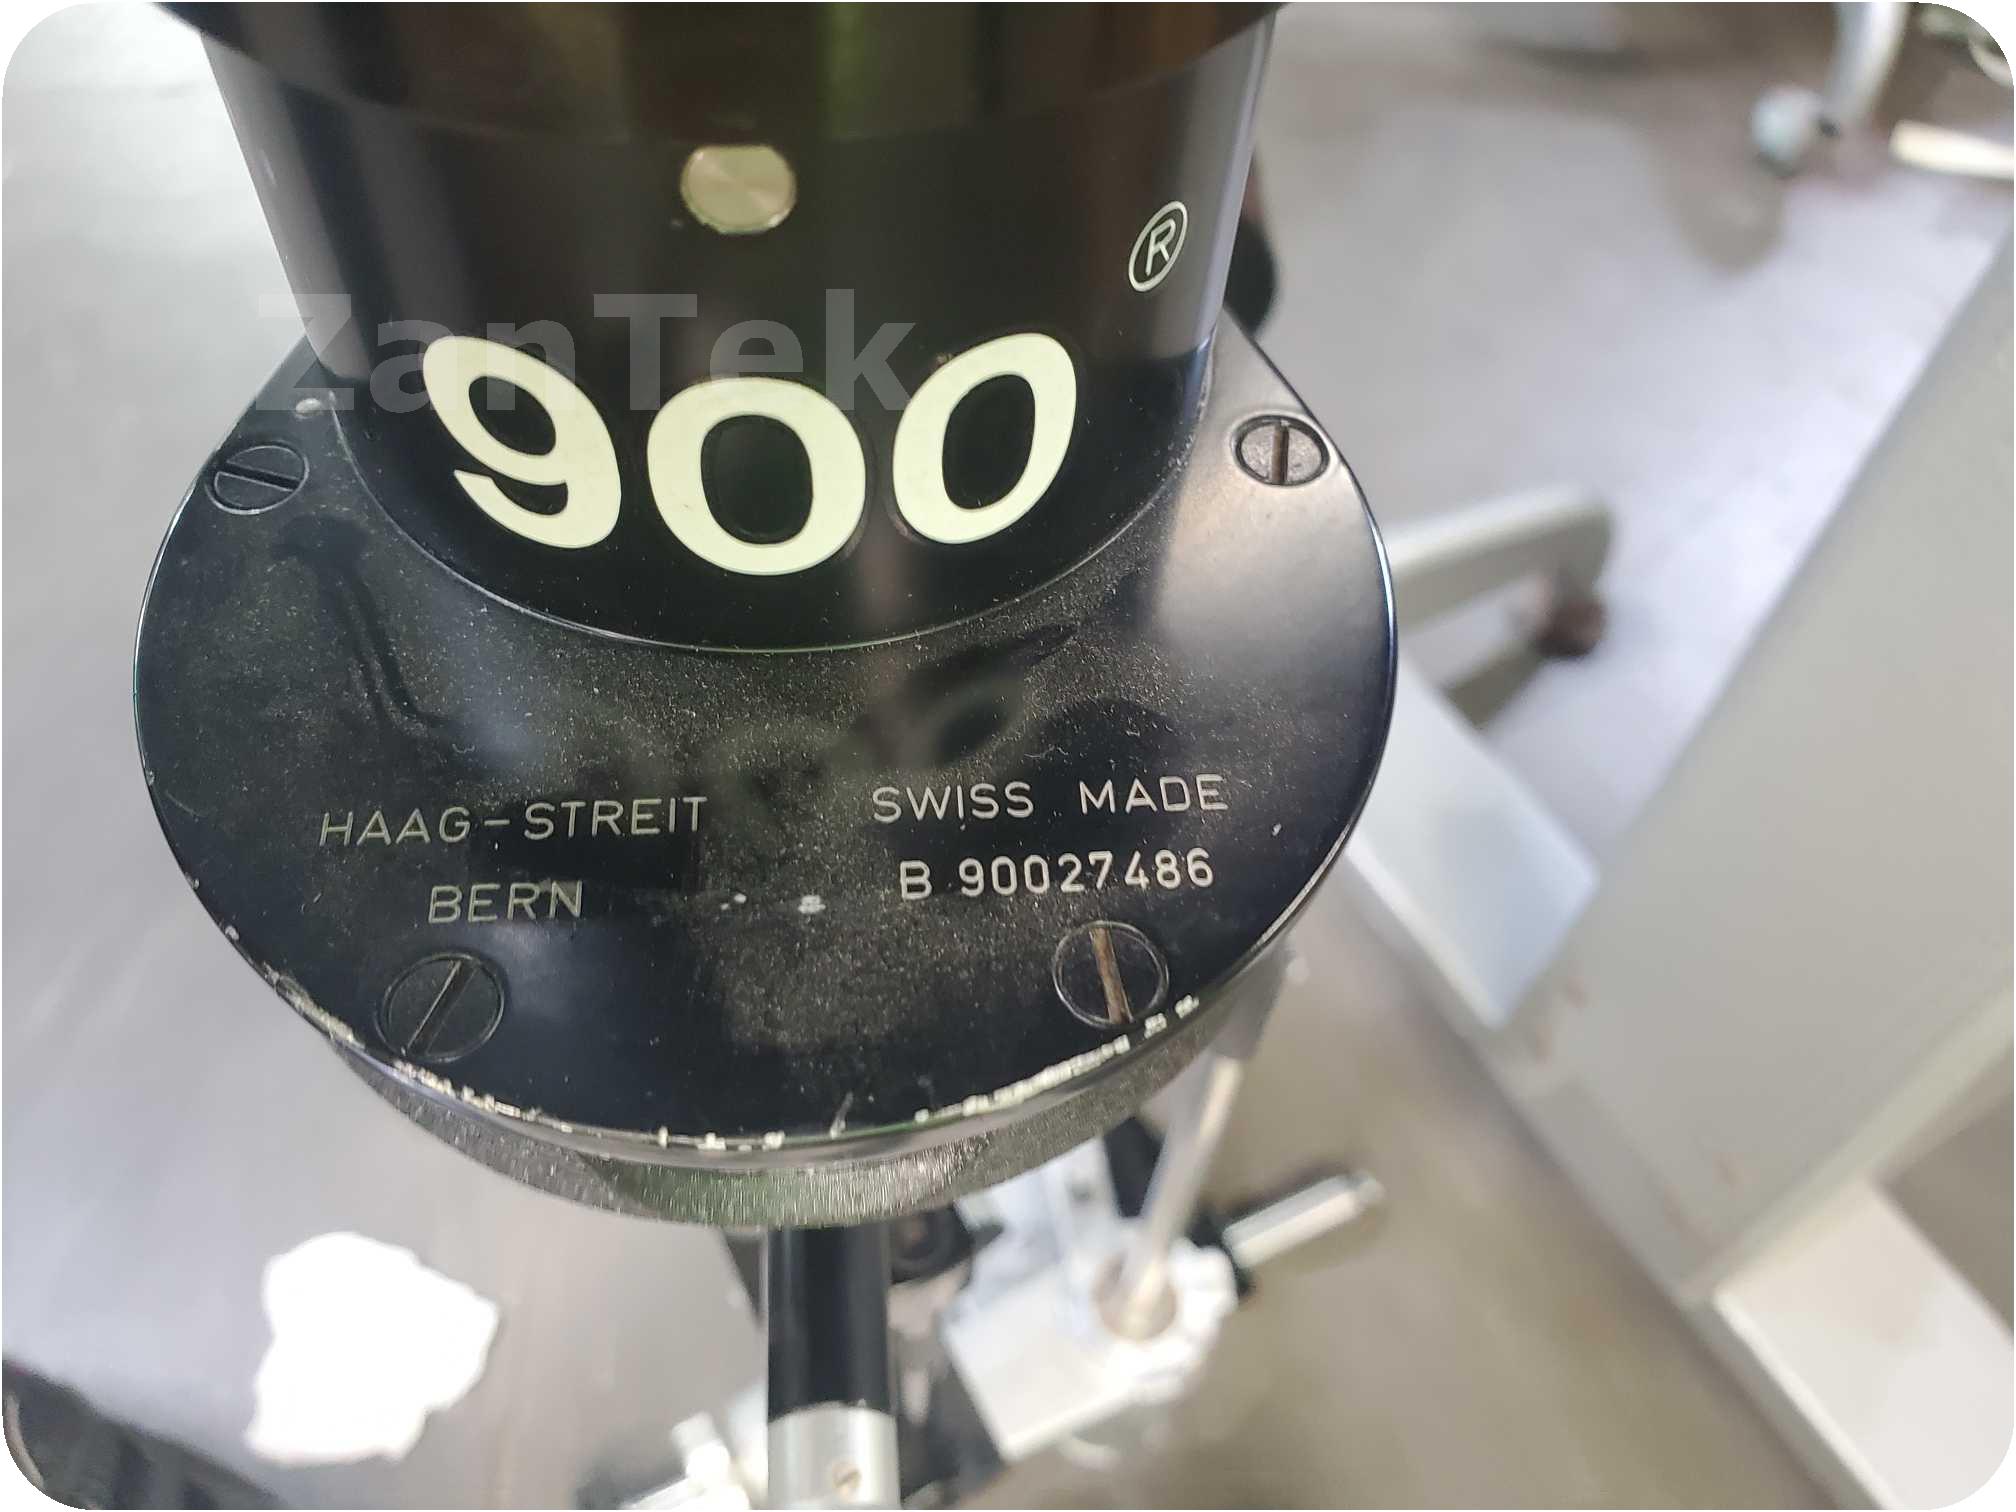 ZanTek
®
900
HAAG-STREIT
BERN
SWISS MADE
B 90027486